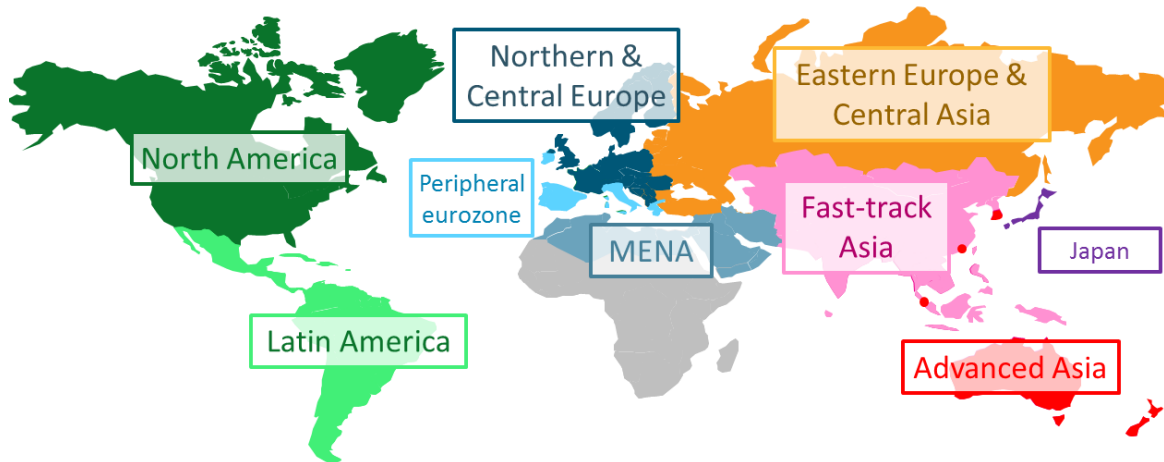 Northern &
Central Europe
Eastern Europe &
Central Asia
North America
Peripheral
eurozone
Fast-track
Asia
MENA
Japan
Latin America
Advanced Asia